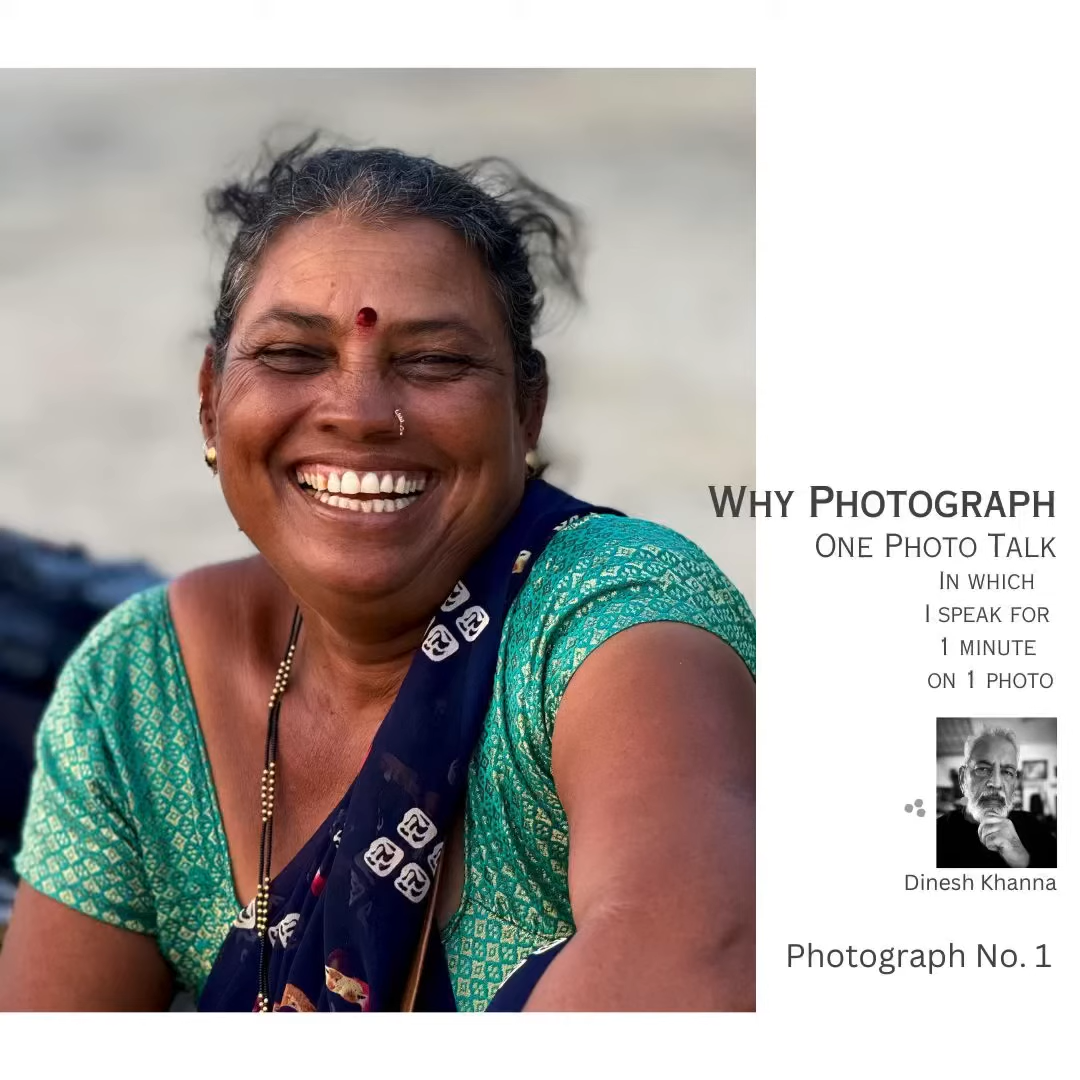 Why Photograph
One Photo Talk
In which
I speak for
1 minute
on 1 photo
Dinesh Khanna
Photograph No. 1